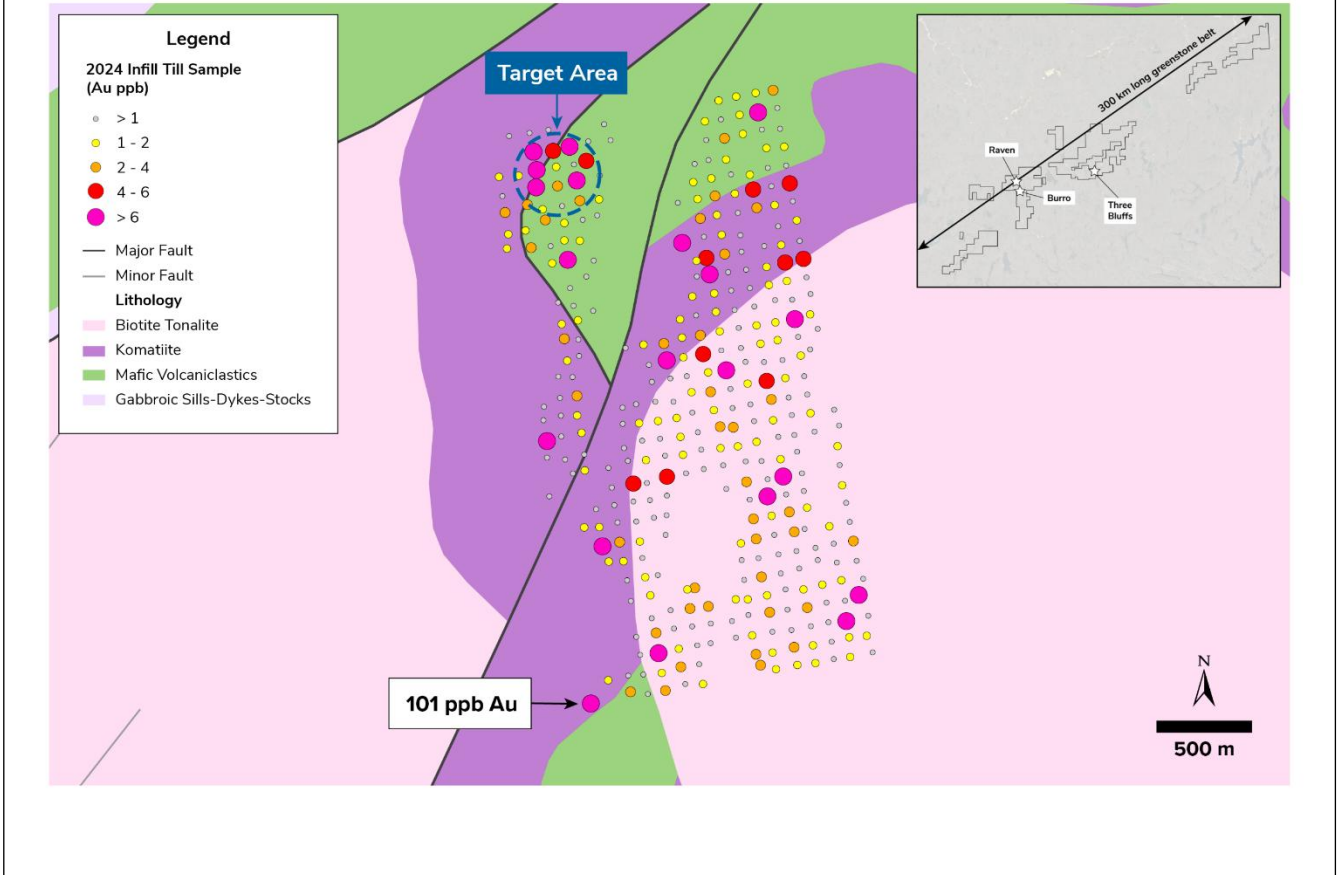 Legend
2024 Infill Till Sample
(Au ppb)
> 1
1 - 2
2 - 4
4 - 6
> 6
Major Fault
Minor Fault
Lithology
Biotite Tonalite
Komatiite
Mafic Volcaniclastics
Gabbroic Sills-Dykes-Stocks
Target Area
300 km long greenstone belt
Raven
Burro
Three
Bluffs
101 ppb Au
N
500 m